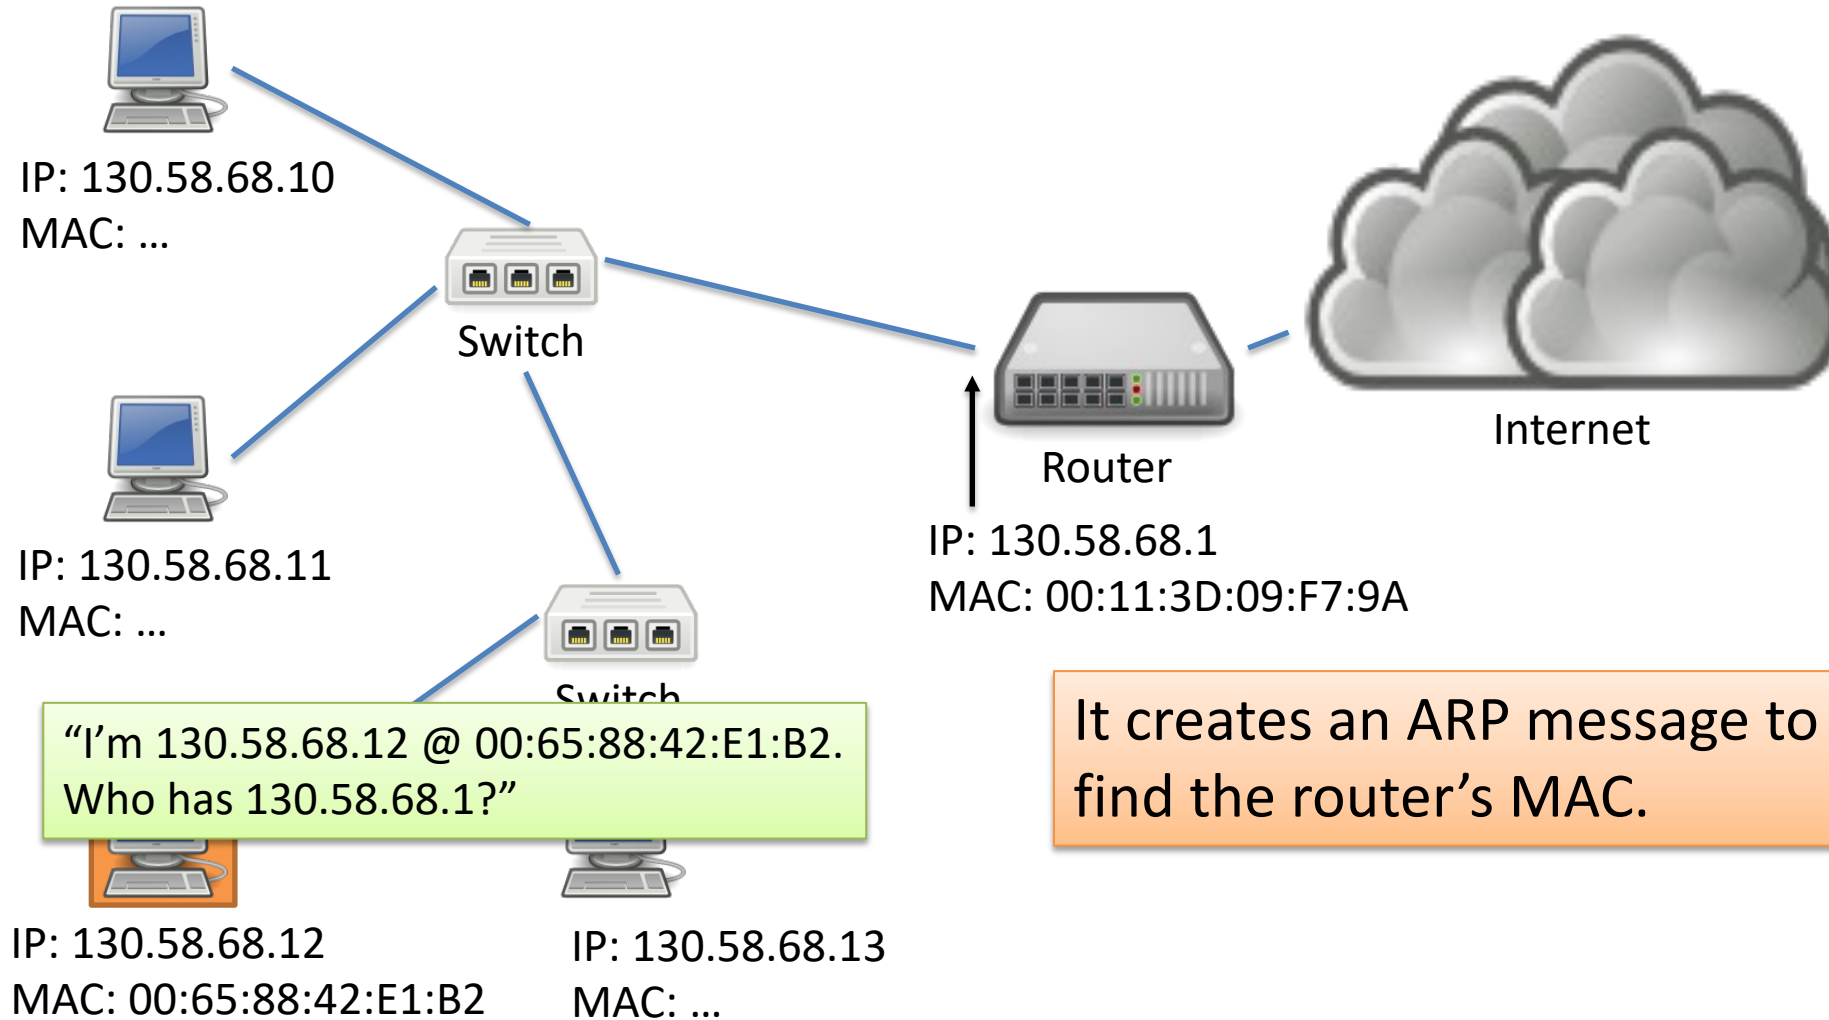 IP: 130.58.68.10
MAC: ...
Switch
Internet
Router
IP: 130.58.68.1
MAC: 00:11:3D:09:F7:9A
IP: 130.58.68.11
MAC: ...
Switch
“I’m 130.58.68.12 @ 00:65:88:42:E1:B2.
Who has 130.58.68.1?”
It creates an ARP message to
find the router’s MAC.
IP: 130.58.68.12
MAC: 00:65:88:42:E1:B2
IP: 130.58.68.13
MAC: ...